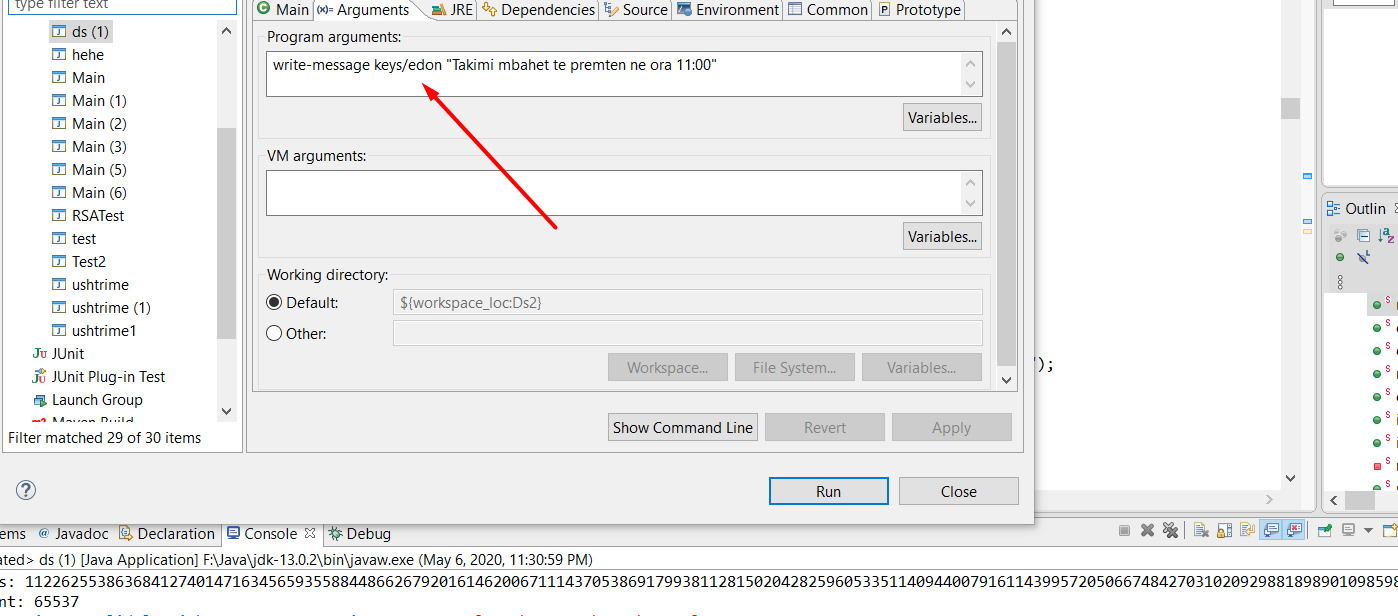 type filter text
ds (1)
hehe
Main
Main (1)
Main (2)
Main (3)
Main (5)
Main (6)
RSATest
test
Test2
ushtrime
ushtrime (1)
ushtrime1
JUnit
JUnit Plug-in Test
Launch Group
Maven Build
Filter matched 29 of 30 items
Main (x)= Arguments JRE Dependencies Source Environment Common Prototype
Program arguments:
write-message keys/edon "Takimi mbahet te premten ne ora 11:00"
Variables...
VM arguments:
Variables...
Working directory:
Default: ${workspace_loc:Ds2}
Other:
Workspace... File System... Variables...
Show Command Line Revert Apply
Run Close
);
Outlin
ems @ Javadoc Declaration Console Debug
ated> ds (1) [Java Application] F:\Java\jdk-13.0.2\bin\javaw.exe (May 6, 2020, 11:30:59 PM)
nt: 65537